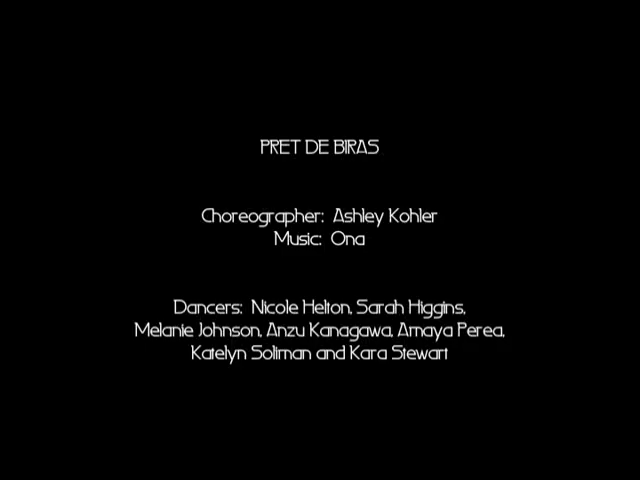 PRET DE BIRAS
Choreographer: Ashley Kohler
Music: Ona
Dancers: Nicole Helton, Sarah Higgins,
Melanie Johnson, Anzu Kanagawa, Amaya Perea,
Katelyn Soliman and Kara Stewart